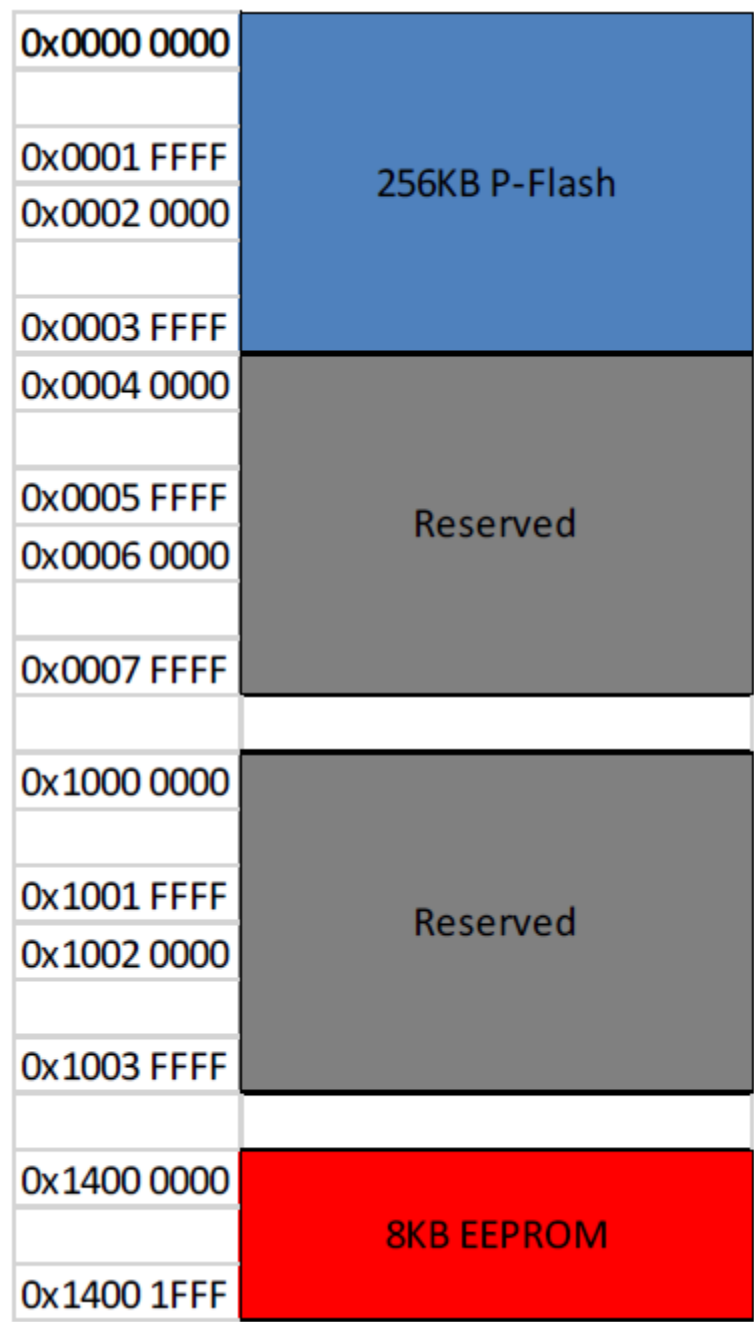 0x0000 0000
0x0001 FFFF
256KB P-Flash
0x0002 0000
0x0003 FFFF
0x0004 0000
0x0005 FFFF
Reserved
0x0006 0000
0x0007 FFFF
0x1000 0000
0x1001 FFFF
Reserved
0x1002 0000
0x1003 FFFF
0x1400 0000
8KB EEPROM
0x1400 1FFF